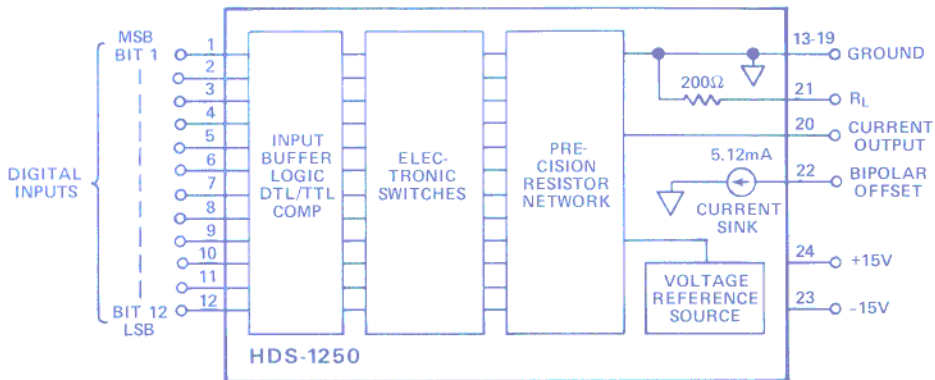 MSB
BIT 1
1
2
3
4
5
6
7
8
9
10
11
12
BIT 12
LSB
DIGITAL
INPUTS
INPUT
BUFFER
LOGIC
DTL/TTL
COMP
ELEC-
TRONIC
SWITCHES
PRE-
CISION
RESISTOR
NETWORK
200Ω
5.12mA
CURRENT
SINK
VOLTAGE
REFERENCE
SOURCE
13-19 GROUND
21 RL
20 CURRENT
OUTPUT
22 BIPOLAR
OFFSET
24 +15V
23 -15V
HDS-1250